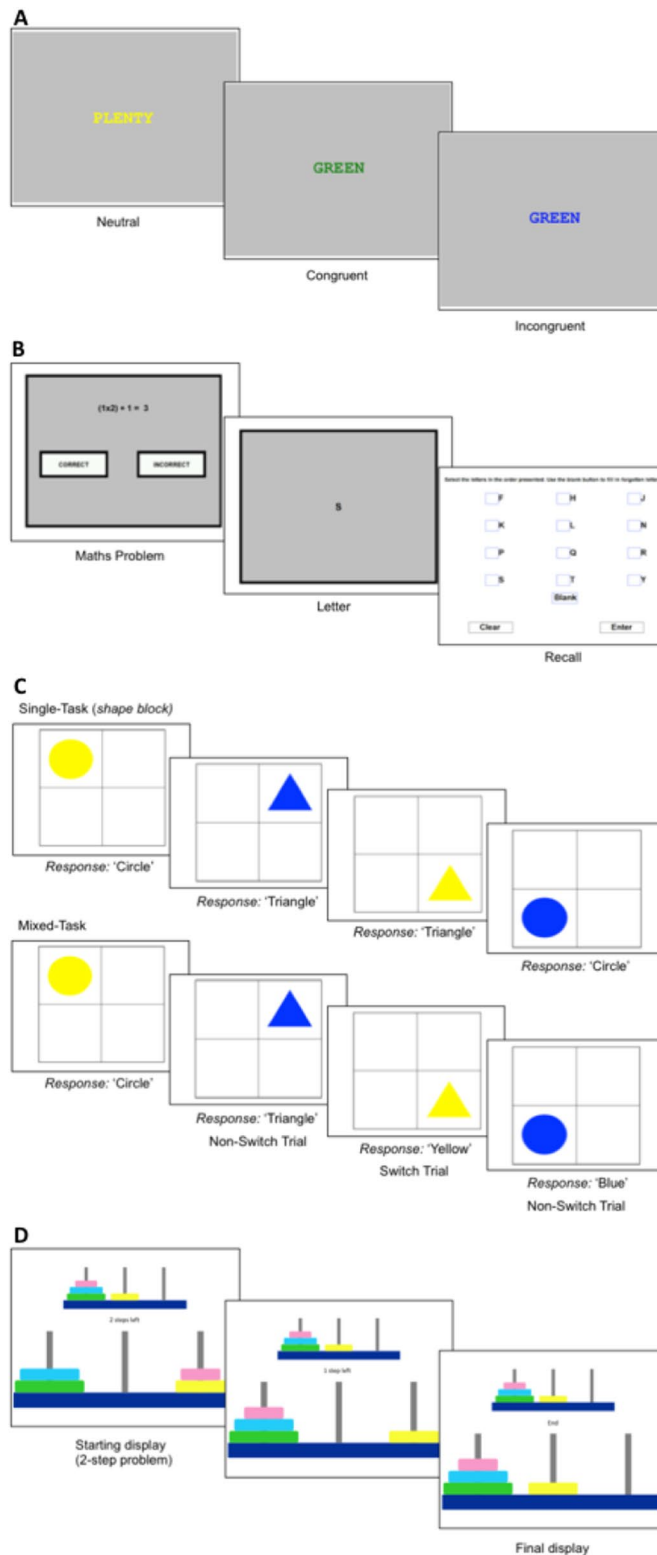 A
PLENTY
Neutral
GREEN
Congruent
GREEN
Incongruent
B
(1x2) + 1 = 3
CORRECT INCORRECT
Maths Problem
S
Letter
Select the letters in the order presented. Use the blank button to fill in forgotten
F H J
K L N
P Q R
S T Y
Blank
Clear Enter
Recall
C
Single-Task (shape block)
Response: ‘Circle’
Response: ‘Triangle’
Response: ‘Triangle’
Response: ‘Circle’
Mixed-Task
Response: ‘Circle’
Response: ‘Triangle’
Non-Switch Trial
Response: ‘Yellow’
Switch Trial
Response: ‘Blue’
Non-Switch Trial
D
2 steps left
Starting display
(2-step problem)
1 step left
End
Final display